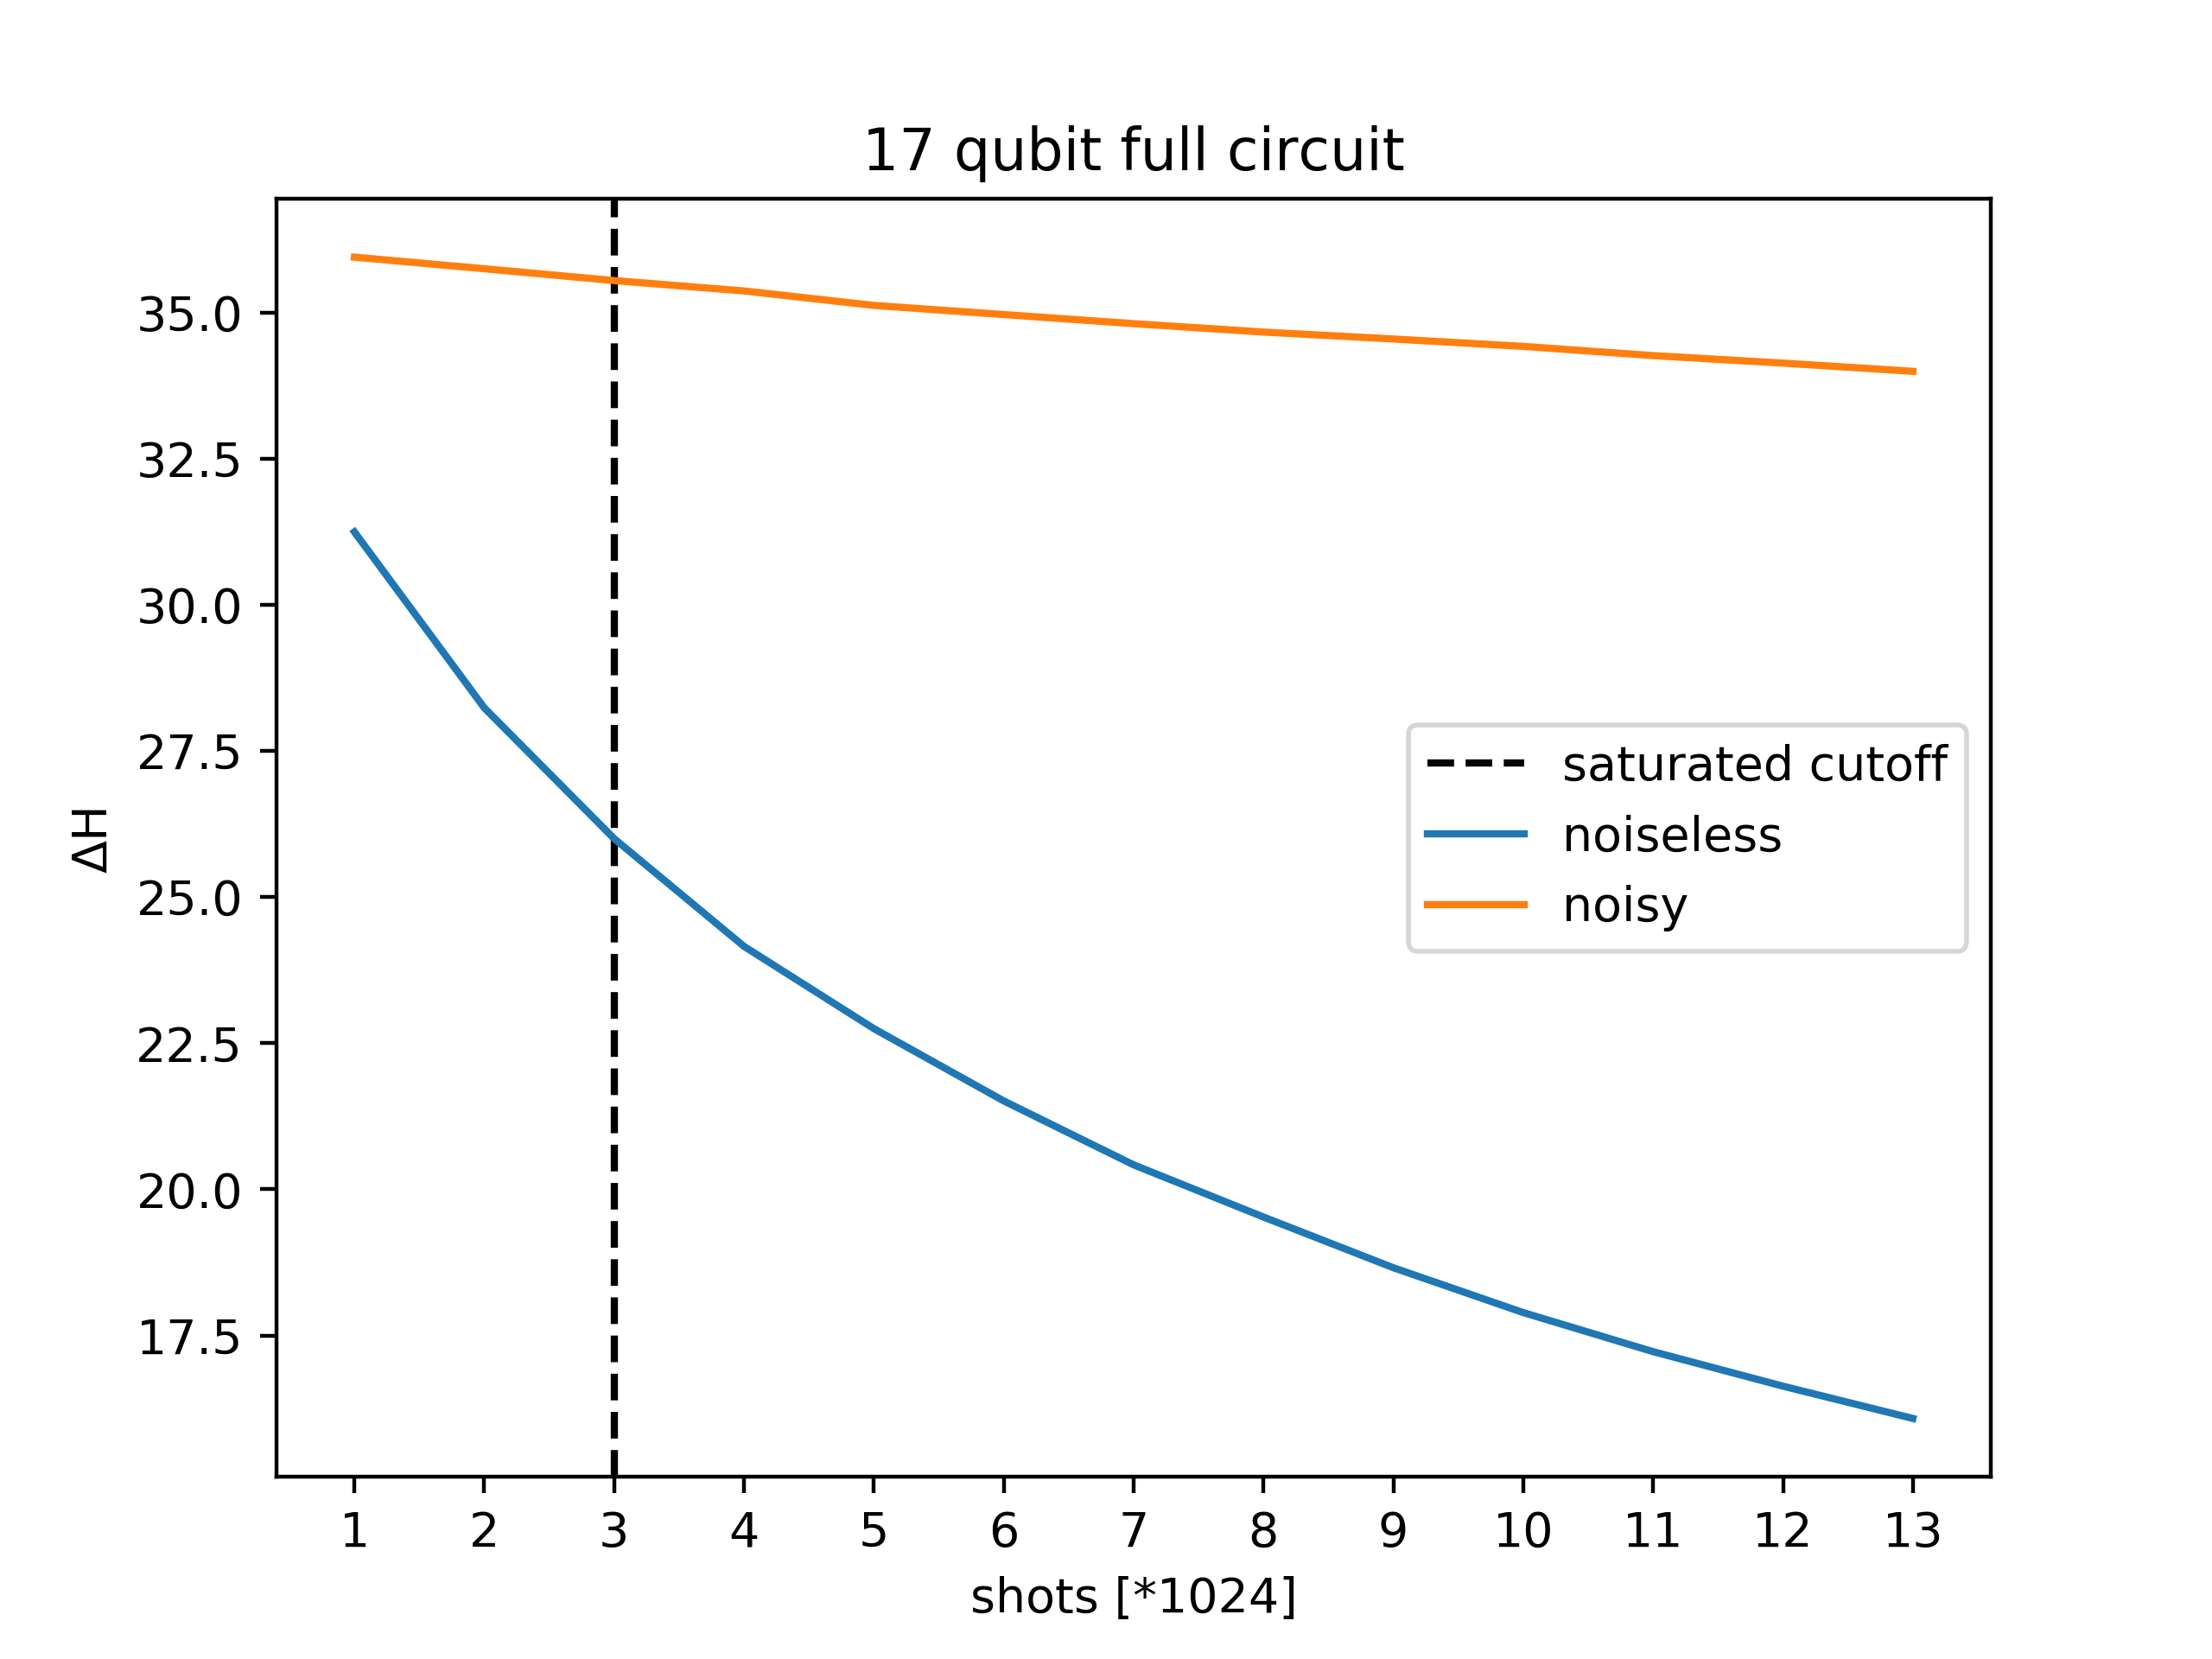 17 qubit full circuit
35.0
32.5
30.0
27.5
25.0
22.5
20.0
17.5
ΔH
saturated cutoff
noiseless
noisy
1 2 3 4 5 6 7 8 9 10 11 12 13
shots [*1024]